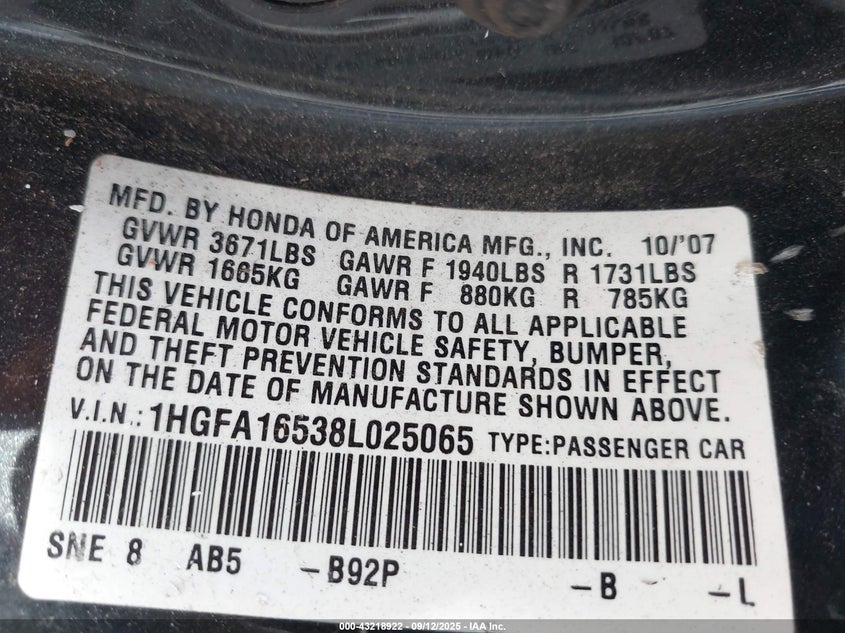 MFD. BY HONDA OF AMERICA MFG., INC. 10/'07
GVWR 3671LBS GAWR F 1940LBS R 1731LBS
GVWR 1665KG GAWR F 880KG R 785KG
THIS VEHICLE CONFORMS TO ALL APPLICABLE
FEDERAL MOTOR VEHICLE SAFETY, BUMPER,
AND THEFT PREVENTION STANDARDS IN EFFECT
ON THE DATE OF MANUFACTURE SHOWN ABOVE.
V.I.N.: 1HGFA16538L025065 TYPE:PASSENGER CAR
SNE 8 AB5 -B92P -B -L
000-43218922 - 09/12/2025 - IAAI.COM